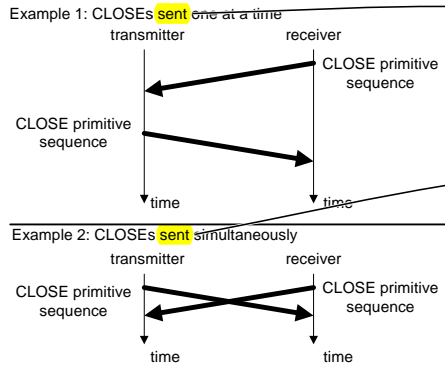 Example 1: CLOSEs sent one at a time
transmitter receiver
CLOSE primitive
sequence
CLOSE primitive
sequence
time time
Example 2: CLOSEs sent simultaneously
transmitter receiver
CLOSE primitive CLOSE primitive
sequence sequence
time time